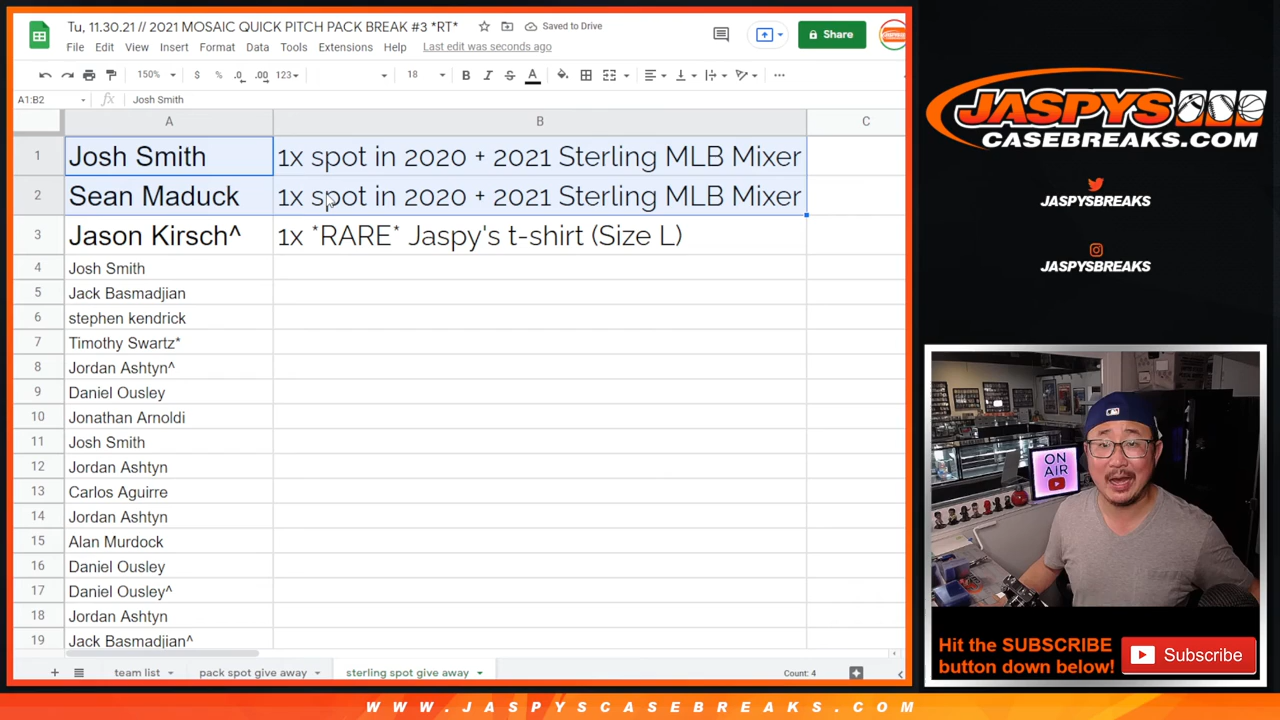 Tu, 11.30.21 // 2021 MOSAIC QUICK PITCH PACK BREAK #3 *RT*
Saved to Drive
Share
File Edit View Insert Format Data Tools Extensions Help Last edit was seconds ago
150% $ % .0 .00 123 18 B I S A
A1:B2 fx Josh Smith
A B C
1 Josh Smith 1x spot in 2020 + 2021 Sterling MLB Mixer
2 Sean Maduck 1x spot in 2020 + 2021 Sterling MLB Mixer
3 Jason Kirsch^ 1x *RARE* Jaspy's t-shirt (Size L)
4 Josh Smith
5 Jack Basmadjian
6 stephen kendrick
7 Timothy Swartz*
8 Jordan Ashtyn^
9 Daniel Ousley
10 Jonathan Arnoldi
11 Josh Smith
12 Jordan Ashtyn
13 Carlos Aguirre
14 Jordan Ashtyn
15 Alan Murdock
16 Daniel Ousley
17 Daniel Ousley^
18 Jordan Ashtyn
19 Jack Basmadjian^
team list pack spot give away sterling spot give away Count: 4
JASPYS
CASEBREAKS.COM
JASPYSBREAKS
JASPYSBREAKS
ON
AIR
Hit the SUBSCRIBE
button down below!
Subscribe
WWW.JASPYSCASEBREAKS.COM